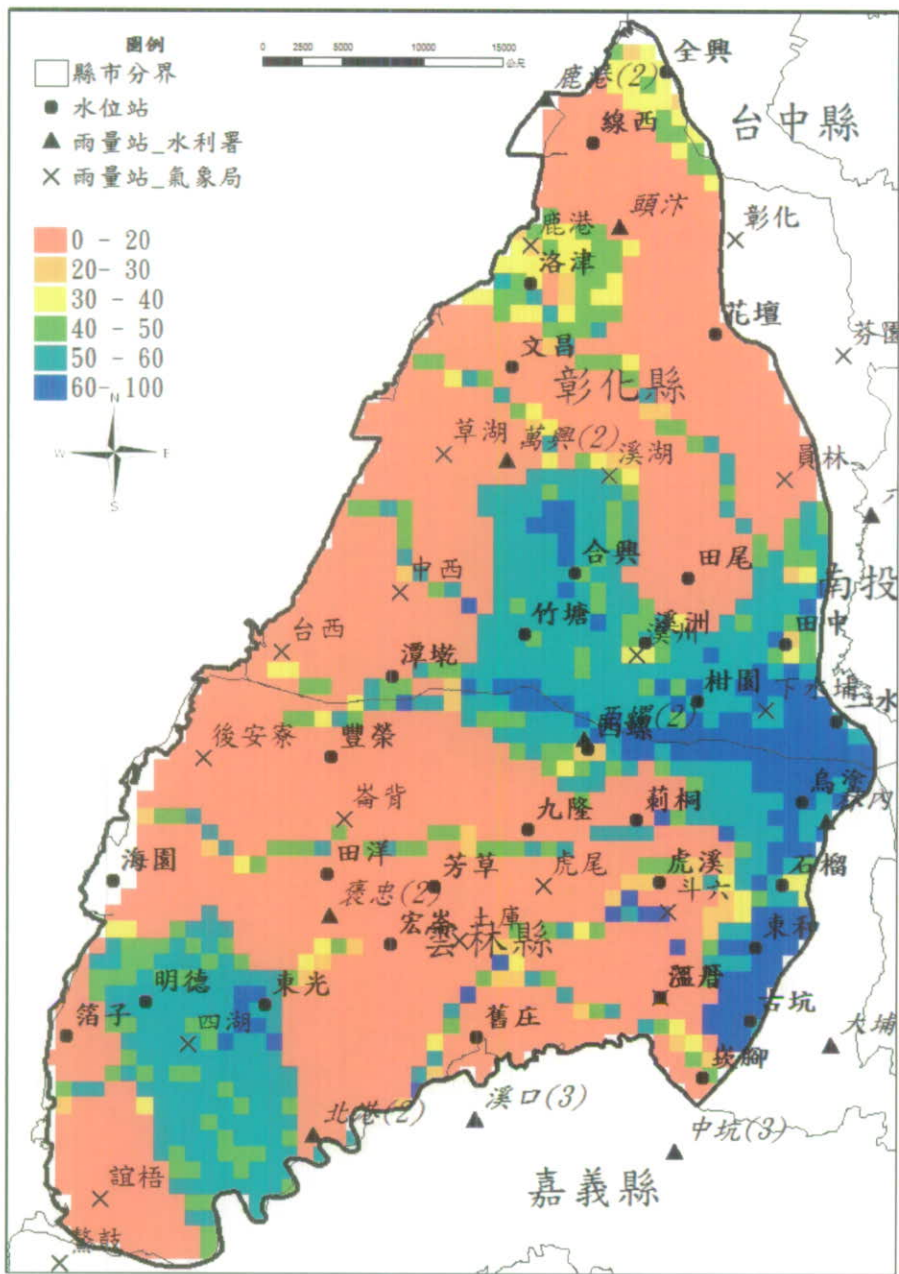 圖例
縣市分界
水位站
雨量站_水利署
雨量站_氣象局
0 5000 10000 15000
2500 公尺
0 - 20
20- 30
30 - 40
40 - 50
50 - 60
60- 100
N
W E
S
全興
鹿港(2)
線西
台中縣
頭汴
彰化
鹿港
洛津
花壇
芬園
文昌
彰化縣
草湖
萬興(2)
溪湖
員林
合興
田尾
南投
中西
竹塘
溪洲
溪州
田中
台西
潭墘
柑園
下水埔
二水
西螺(2)
西螺
後安寮
豐榮
烏塗
崙背
九隆
莿桐
海園
田洋
芳草
虎尾
虎溪
石榴
斗六
褒忠(2)
宏崙
土庫
東和
雲林縣
明德
東光
溫厝
古坑
箔子
四湖
舊庄
大埔
崁腳
北港(2)
溪口(3)
中坑(3)
宜梧
嘉義縣
鰲鼓